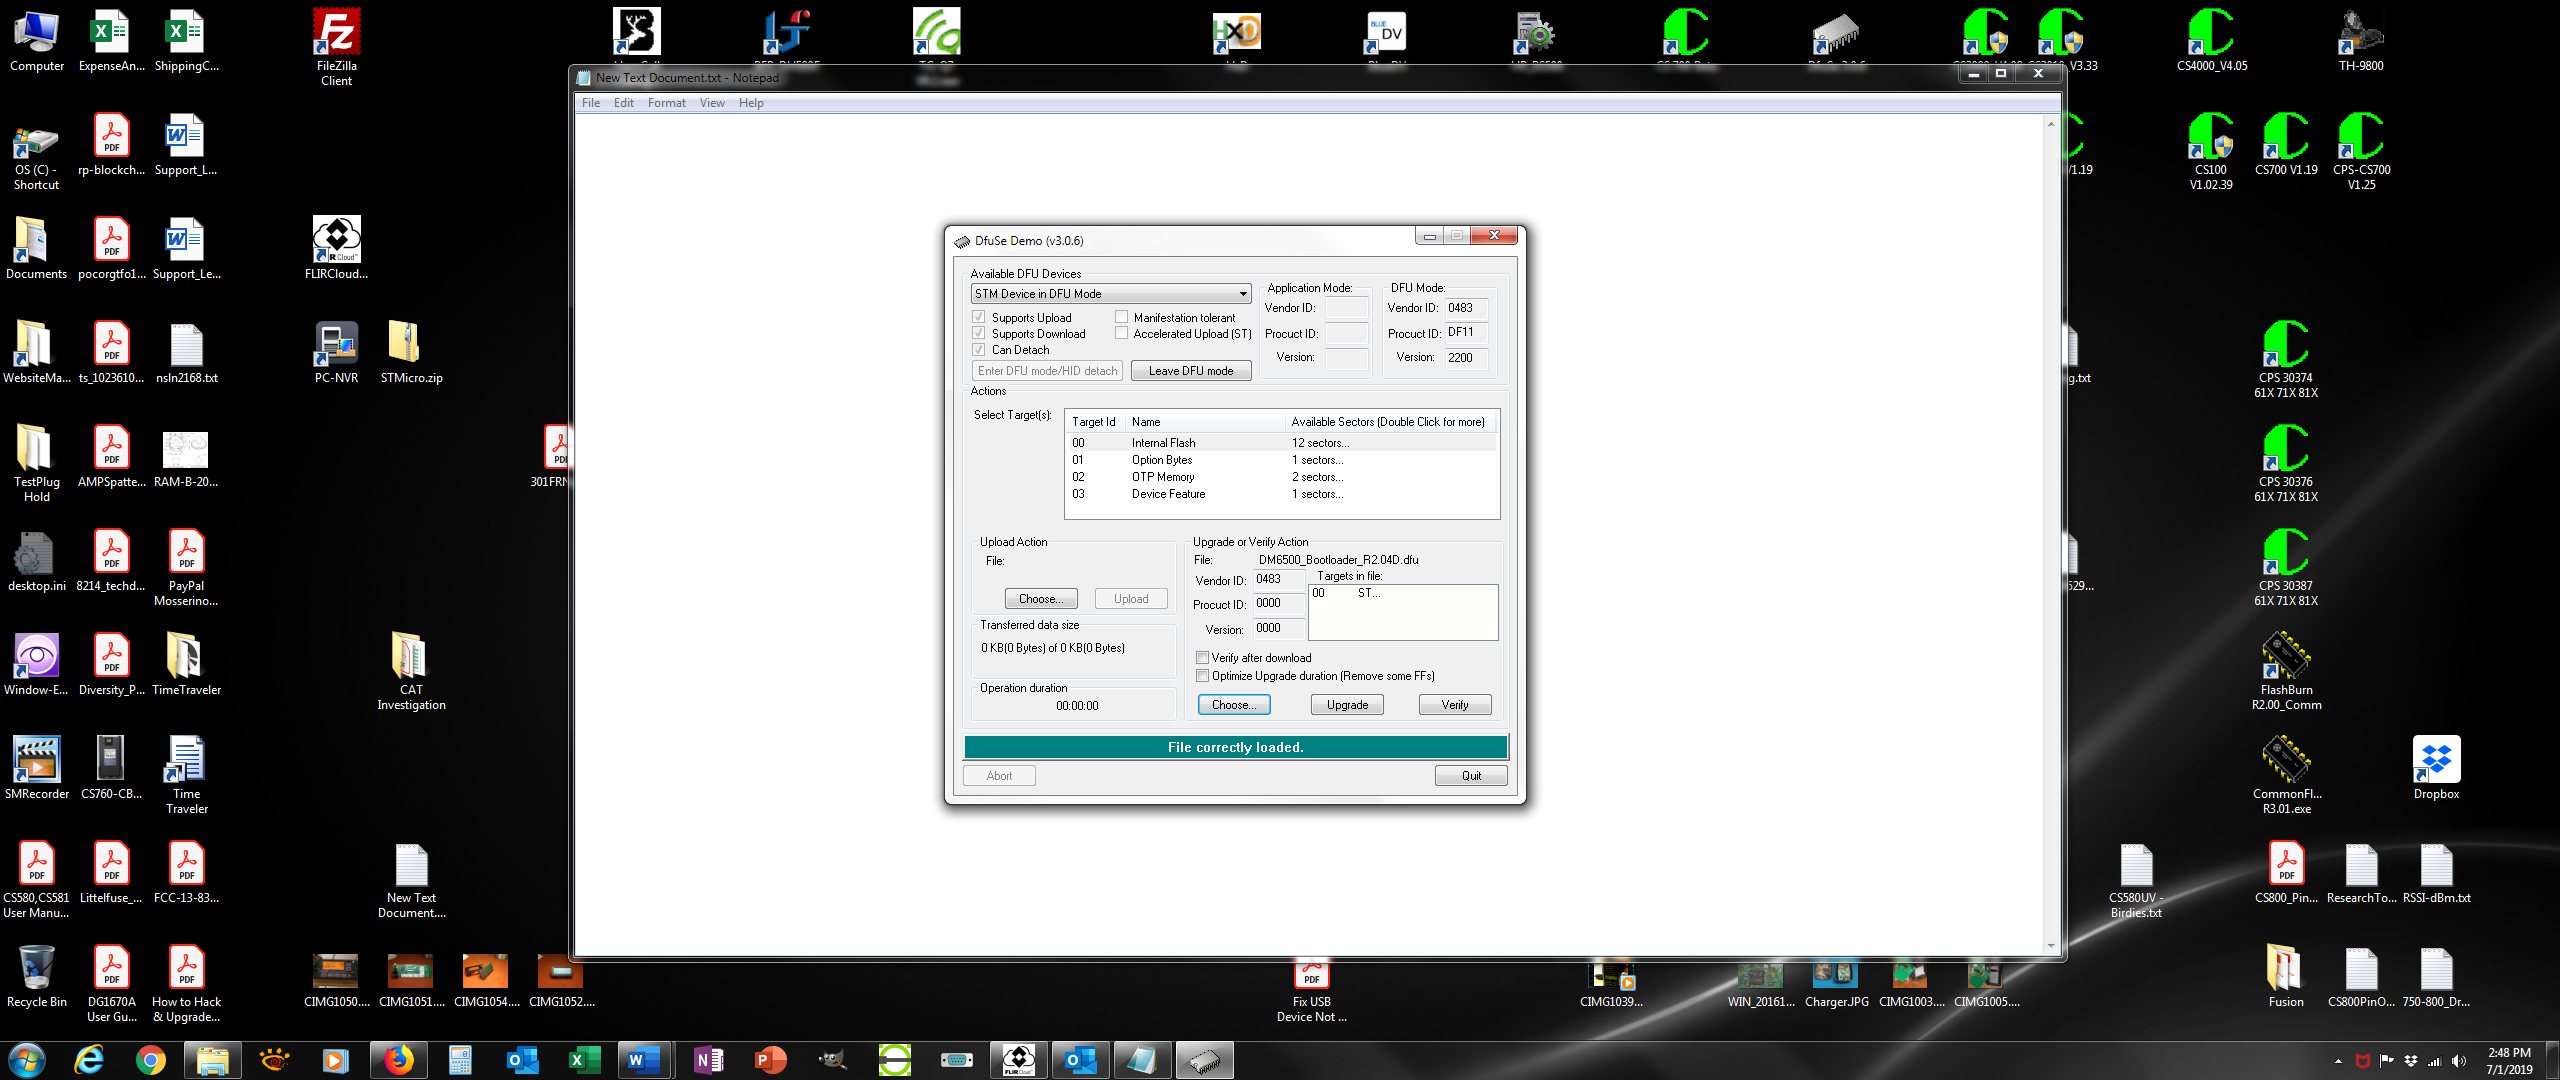 Computer
ExpenseAn...
ShippingC...
FileZilla
Client
CS4000_V4.05
TH-9800
New Text Document.txt - Notepad
File Edit Format View Help
OS (C) -
Shortcut
rp-blockch...
Support_L...
CS100
V1.02.39
CS700 V1.19
CPS-CS700
V1.25
Documents
pocorgtfo1...
Support_Le...
FLIRCloud...
WebsiteMa...
ts_1023610...
nsln2168.txt
PC-NVR
STMicro.zip
CPS 30374
61X 71X 81X
TestPlug
Hold
AMPSpatte...
RAM-B-20...
301FRN
CPS 30376
61X 71X 81X
desktop.ini
8214_techd...
PayPal
Mosserino...
CPS 30387
61X 71X 81X
Window-E...
Diversity_P...
TimeTraveler
CAT
Investigation
FlashBurn
R2.00_Comm
SMRecorder
CS760-CB...
Time
Traveler
CommonFl...
R3.01.exe
Dropbox
CS580,CS581
User Manu...
Littelfuse_...
FCC-13-83...
New Text
Document....
CS580UV -
Birdies.txt
CS800_Pin...
ResearchTo...
RSSI-dBm.txt
Recycle Bin
DG1670A
User Gu...
How to Hack
& Upgrade...
CIMG1050....
CIMG1051....
CIMG1054....
CIMG1052....
Fix USB
Device Not ...
CIMG1039...
WIN_20161...
Charger.JPG
CIMG1003....
CIMG1005....
Fusion
CS800PinO...
750-800_Dr...
DfuSe Demo (v3.0.6)
Available DFU Devices
STM Device in DFU Mode
Supports Upload
Manifestation tolerant
Supports Download
Accelerated Upload (ST)
Can Detach
Enter DFU mode/HID detach
Leave DFU mode
Application Mode:
Vendor ID:
Procuct ID:
Version:
DFU Mode:
Vendor ID: 0483
Procuct ID: DF11
Version: 2200
Actions
Select Target(s):
Target Id Name Available Sectors (Double Click for more)
00 Internal Flash 12 sectors...
01 Option Bytes 1 sectors...
02 OTP Memory 2 sectors...
03 Device Feature 1 sectors...
Upload Action
File:
Choose... Upload
Transferred data size
0 KB(0 Bytes) of 0 KB(0 Bytes)
Operation duration
00:00:00
Upgrade or Verify Action
File: DM6500_Bootloader_R2.04D.dfu
Vendor ID: 0483
Targets in file:
00 ST...
Procuct ID: 0000
Version: 0000
Verify after download
Optimize Upgrade duration (Remove some FFs)
Choose... Upgrade Verify
File correctly loaded.
Abort Quit
2:48 PM
7/1/2019